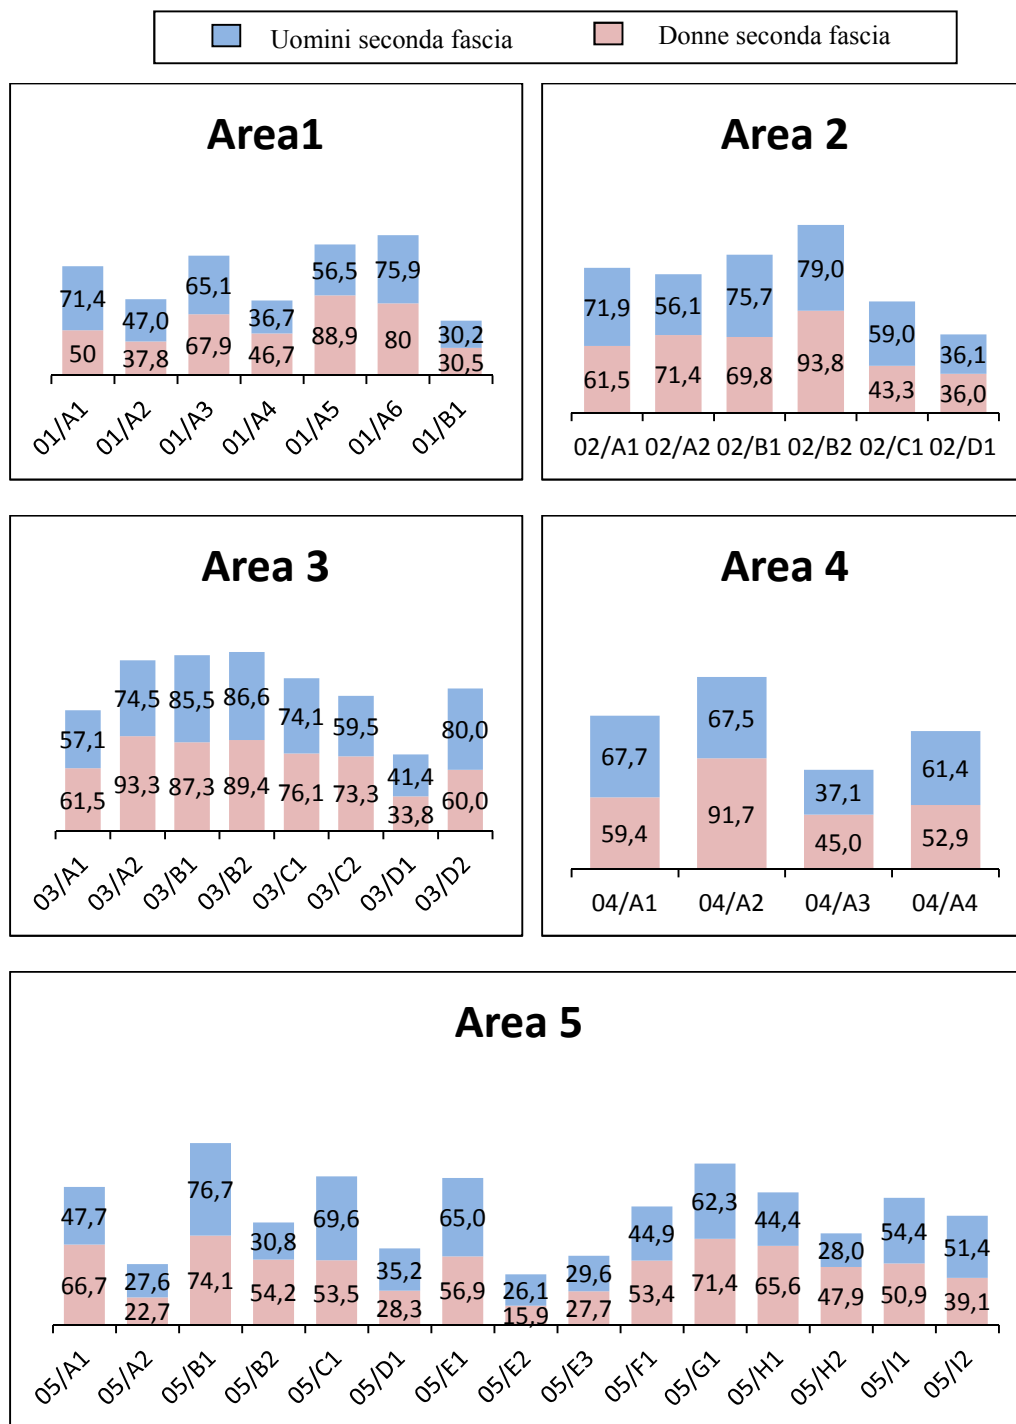 Uomini seconda fascia Donne seconda fascia
Area1
71,4 47,0 65,1 36,7 56,5 75,9 30,2
50 37,8 67,9 46,7 88,9 80 30,5
01/A1 01/A2 01/A3 01/A4 01/A5 01/A6 01/B1
Area 2
71,9 56,1 75,7 79,0 59,0 36,1
61,5 71,4 69,8 93,8 43,3 36,0
02/A1 02/A2 02/B1 02/B2 02/C1 02/D1
Area 3
57,1 74,5 85,5 86,6 74,1 59,5 41,4 80,0
61,5 93,3 87,3 89,4 76,1 73,3 33,8 60,0
03/A1 03/A2 03/B1 03/B2 03/C1 03/C2 03/D1 03/D2
Area 4
67,7 67,5 37,1 61,4
59,4 91,7 45,0 52,9
04/A1 04/A2 04/A3 04/A4
Area 5
47,7 27,6 76,7 30,8 69,6 35,2 65,0 26,1 29,6 44,9 62,3 44,4 28,0 54,4 51,4
66,7 22,7 74,1 54,2 53,5 28,3 56,9 15,9 27,7 53,4 71,4 65,6 47,9 50,9 39,1
05/A1 05/A2 05/B1 05/B2 05/C1 05/D1 05/E1 05/E2 05/E3 05/F1 05/G1 05/H1 05/H2 05/I1 05/I2